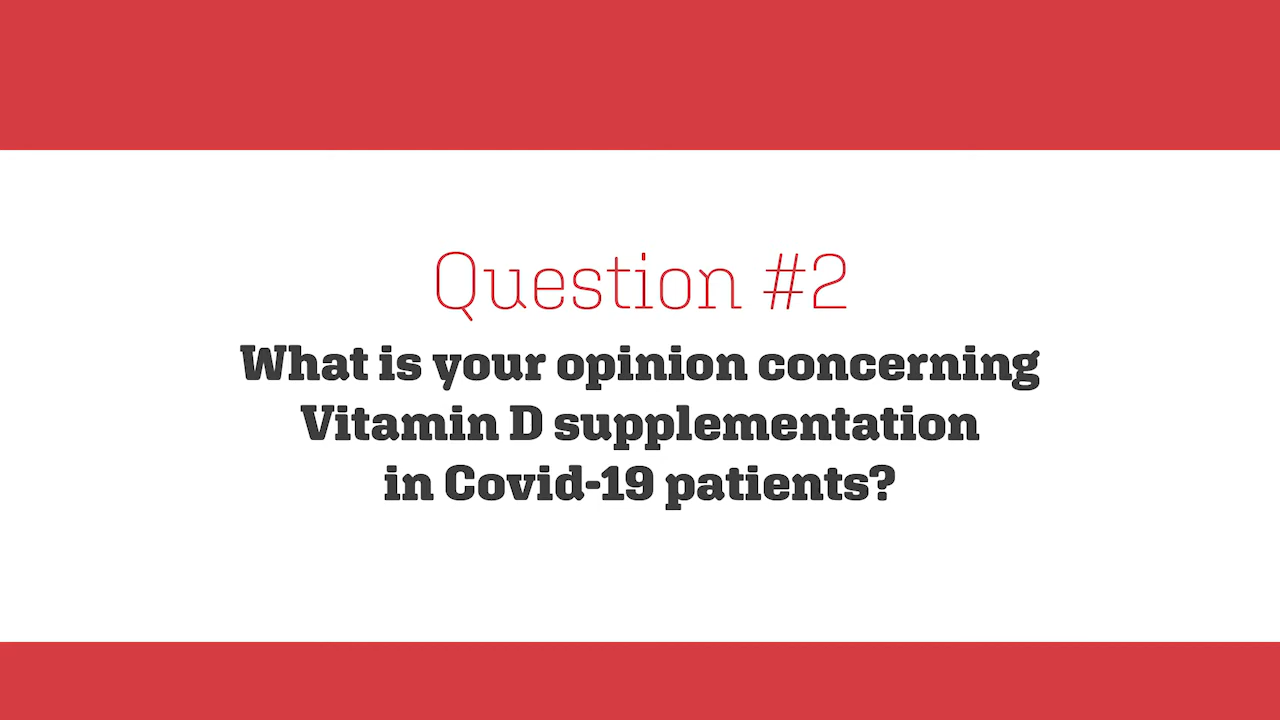 Question #2
What is your opinion concerning
Vitamin D supplementation
in Covid-19 patients?